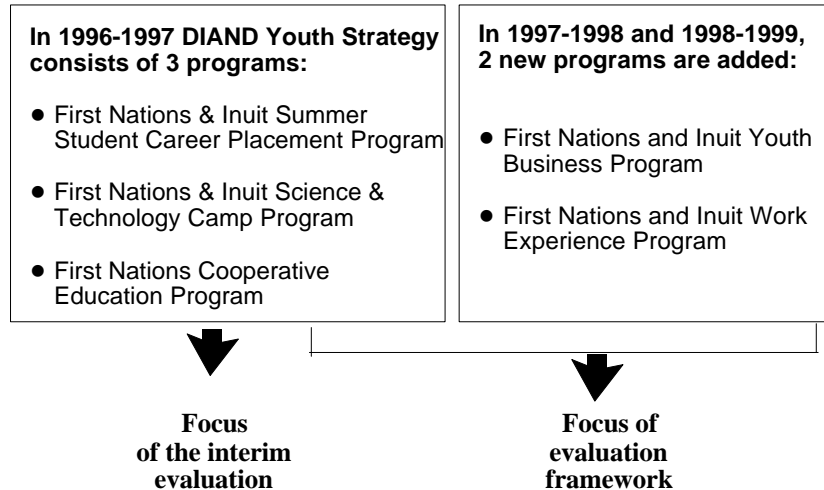 In 1996-1997 DIAND Youth Strategy
consists of 3 programs:
● First Nations & Inuit Summer
Student Career Placement Program
● First Nations & Inuit Science &
Technology Camp Program
● First Nations Cooperative
Education Program
In 1997-1998 and 1998-1999,
2 new programs are added:
● First Nations and Inuit Youth
Business Program
● First Nations and Inuit Work
Experience Program
Focus
of the interim
evaluation
Focus of
evaluation
framework